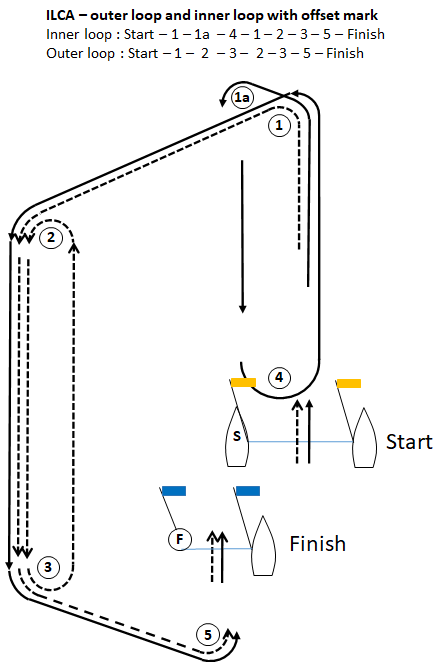 ILCA – outer loop and inner loop with offset mark
Inner loop : Start – 1 – 1a – 4 – 1 – 2 – 3 – 5 – Finish
Outer loop : Start – 1 – 2 – 3 – 2 – 3 – 5 – Finish
1a
1
2
4
S
Start
F
Finish
3
5